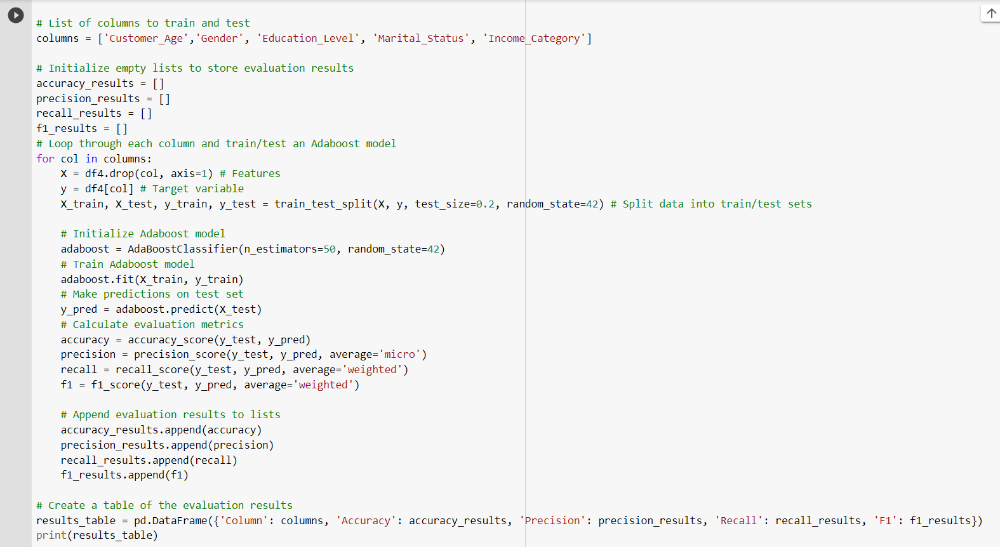 # List of columns to train and test
columns = ['Customer_Age','Gender', 'Education_Level', 'Marital_Status', 'Income_Category']
# Initialize empty lists to store evaluation results
accuracy_results = []
precision_results = []
recall_results = []
f1_results = []
# Loop through each column and train/test an Adaboost model
for col in columns:
    X = df4.drop(col, axis=1) # Features
    y = df4[col] # Target variable
    X_train, X_test, y_train, y_test = train_test_split(X, y, test_size=0.2, random_state=42) # Split data into train/test sets
    # Initialize Adaboost model
    adaboost = AdaBoostClassifier(n_estimators=50, random_state=42)
    # Train Adaboost model
    adaboost.fit(X_train, y_train)
    # Make predictions on test set
    y_pred = adaboost.predict(X_test)
    # Calculate evaluation metrics
    accuracy = accuracy_score(y_test, y_pred)
    precision = precision_score(y_test, y_pred, average='micro')
    recall = recall_score(y_test, y_pred, average='weighted')
    f1 = f1_score(y_test, y_pred, average='weighted')
    # Append evaluation results to lists
    accuracy_results.append(accuracy)
    precision_results.append(precision)
    recall_results.append(recall)
    f1_results.append(f1)
# Create a table of the evaluation results
results_table = pd.DataFrame({'Column': columns, 'Accuracy': accuracy_results, 'Precision': precision_results, 'Recall': recall_results, 'F1': f1_results})
print(results_table)